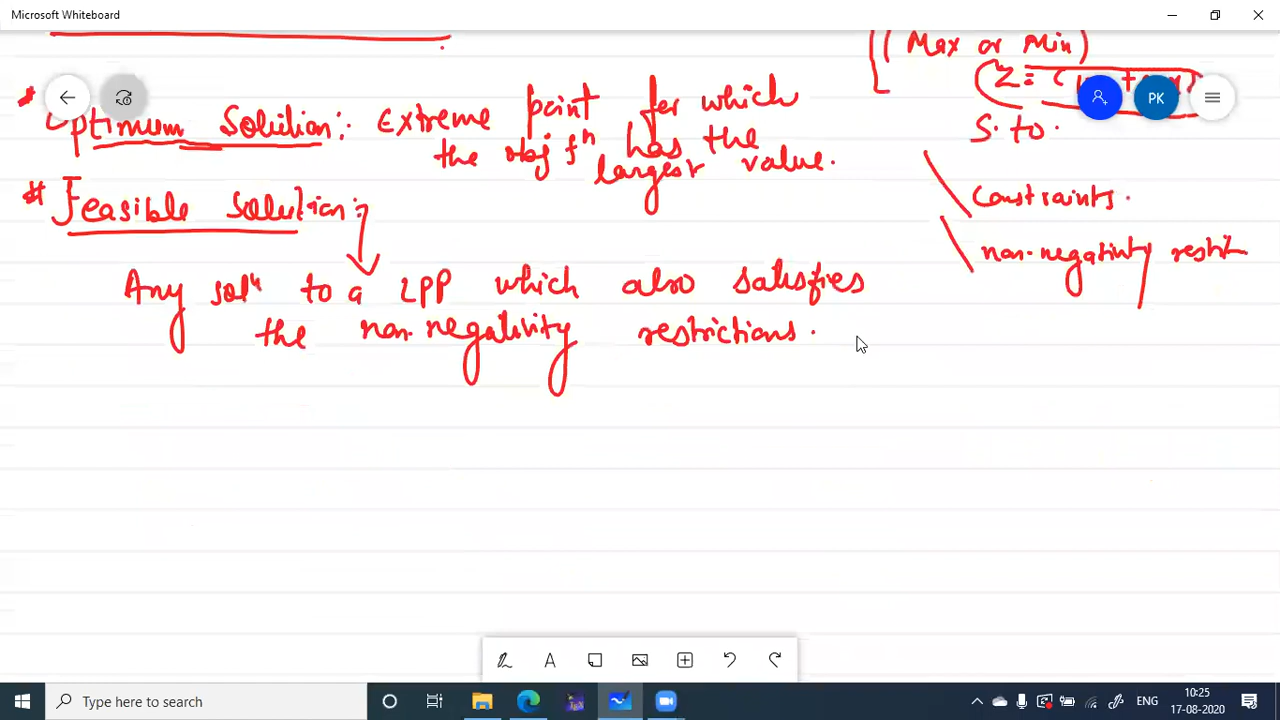 Microsoft Whiteboard
(Max or Min)
Z =
S. to.
Constraints.
non-negativity restri
# Optimum Solution:. Extreme point for which
the obj fⁿ has the
largest value.
# Feasible Solution:
Any solⁿ to a LPP which also satisfies
the non-negativity restrictions.
PK
Type here to search
ENG
10:25
17-08-2020